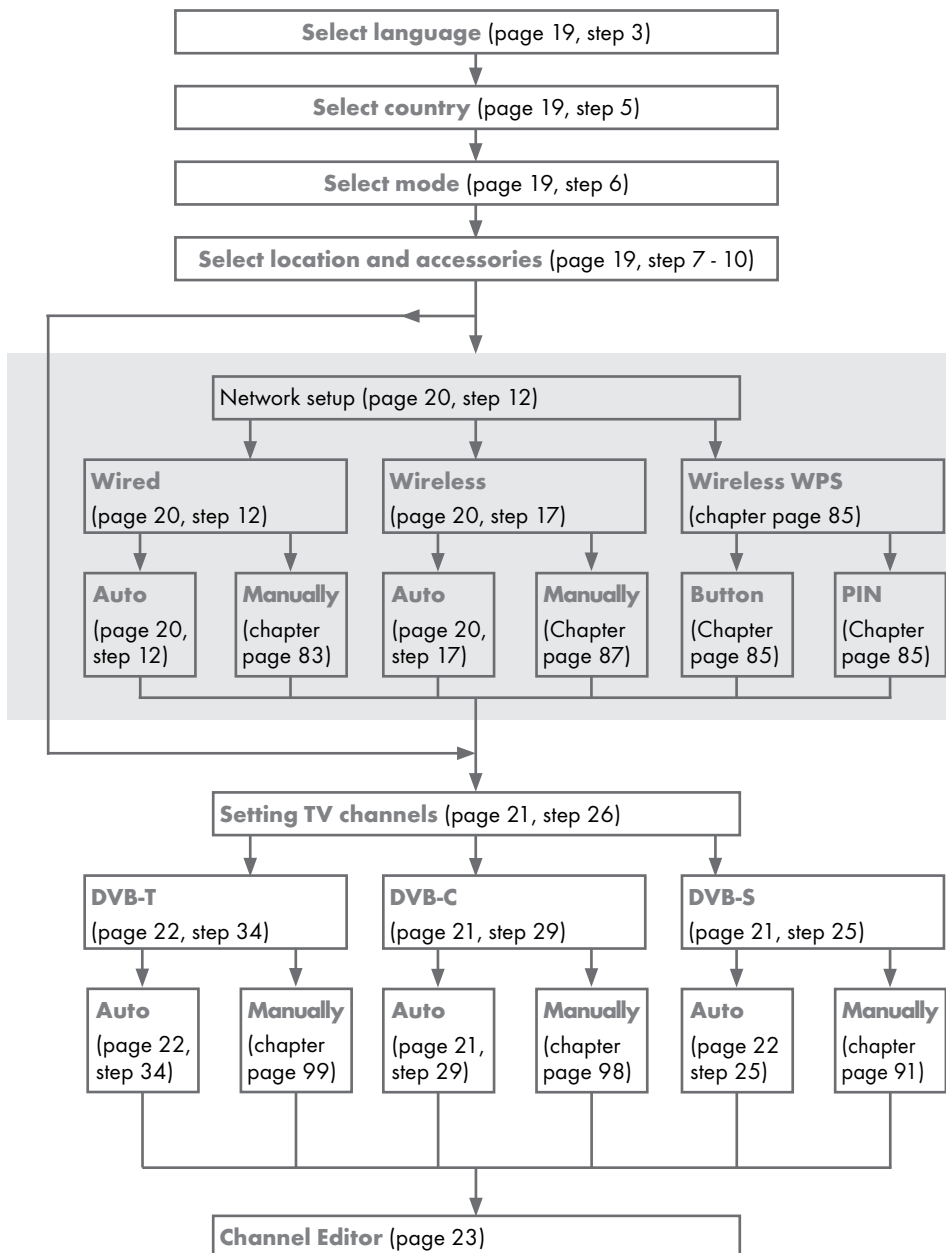 Select language (page 19, step 3)
Select country (page 19, step 5)
Select mode (page 19, step 6)
Select location and accessories (page 19, step 7 - 10)
Network setup (page 20, step 12)
Wired
(page 20, step 12)
Wireless
(page 20, step 17)
Wireless WPS
(chapter page 85)
Auto
(page 20,
step 12)
Manually
(chapter
page 83)
Auto
(page 20,
step 17)
Manually
(Chapter
page 87)
Button
(Chapter
page 85)
PIN
(Chapter
page 85)
Setting TV channels (page 21, step 26)
DVB-T
(page 22, step 34)
DVB-C
(page 21, step 29)
DVB-S
(page 21, step 25)
Auto
(page 22,
step 34)
Manually
(chapter
page 99)
Auto
(page 21,
step 29)
Manually
(chapter
page 98)
Auto
(page 22
step 25)
Manually
(chapter
page 91)
Channel Editor (page 23)